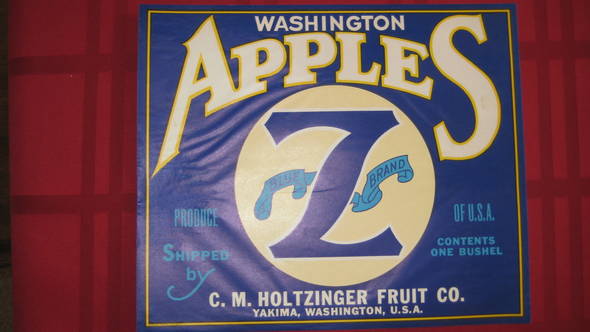 WASHINGTON
APPLES
BLUE Z BRAND
PRODUCE OF U.S.A.
SHIPPED
by
CONTENTS
ONE BUSHEL
C. M. HOLTZINGER FRUIT CO.
YAKIMA, WASHINGTON, U.S.A.